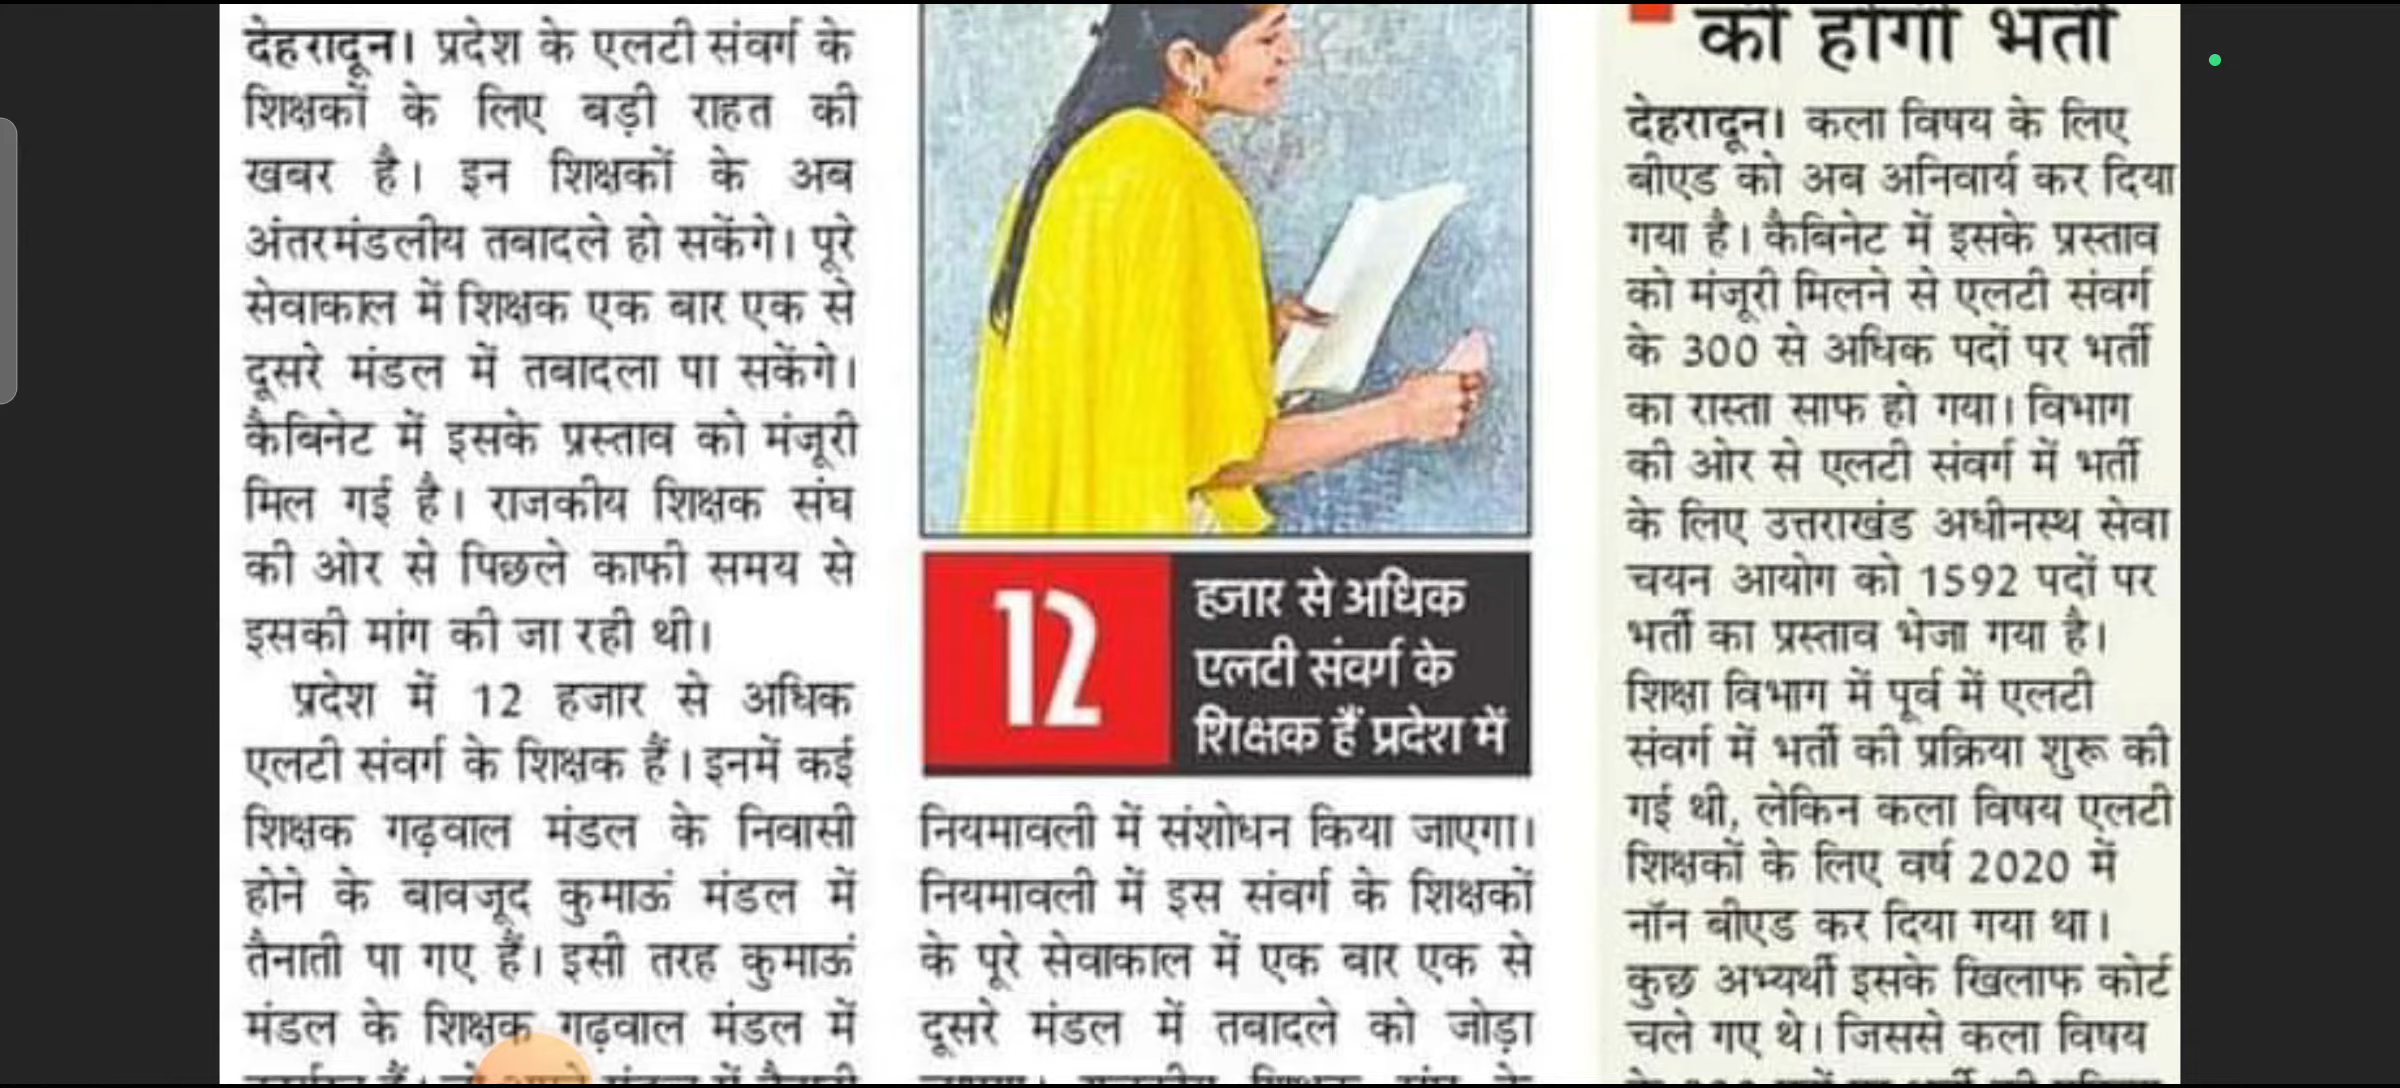 देहरादून। प्रदेश के एलटी संवर्ग के
शिक्षकों के लिए बड़ी राहत की
खबर है। इन शिक्षकों के अब
अंतरमंडलीय तबादले हो सकेंगे। पूरे
सेवाकाल में शिक्षक एक बार एक से
दूसरे मंडल में तबादला पा सकेंगे।
कैबिनेट में इसके प्रस्ताव को मंजूरी
मिल गई है। राजकीय शिक्षक संघ
की ओर से पिछले काफी समय से
इसकी मांग की जा रही थी।
प्रदेश में 12 हजार से अधिक
एलटी संवर्ग के शिक्षक हैं। इनमें कई
शिक्षक गढ़वाल मंडल के निवासी
होने के बावजूद कुमाऊं मंडल में
तैनाती पा गए हैं। इसी तरह कुमाऊं
मंडल के शिक्षक गढ़वाल मंडल में
12
हजार से अधिक
एलटी संवर्ग के
शिक्षक हैं प्रदेश में
नियमावली में संशोधन किया जाएगा।
नियमावली में इस संवर्ग के शिक्षकों
के पूरे सेवाकाल में एक बार एक से
दूसरे मंडल में तबादले को जोड़ा
की होगी भर्ती
देहरादून। कला विषय के लिए
बीएड को अब अनिवार्य कर दिया
गया है। कैबिनेट में इसके प्रस्ताव
को मंजूरी मिलने से एलटी संवर्ग
के 300 से अधिक पदों पर भर्ती
का रास्ता साफ हो गया। विभाग
की ओर से एलटी संवर्ग में भर्ती
के लिए उत्तराखंड अधीनस्थ सेवा
चयन आयोग को 1592 पदों पर
भर्ती का प्रस्ताव भेजा गया है।
शिक्षा विभाग में पूर्व में एलटी
संवर्ग में भर्ती की प्रक्रिया शुरू की
गई थी, लेकिन कला विषय एलटी
शिक्षकों के लिए वर्ष 2020 में
नॉन बीएड कर दिया गया था।
कुछ अभ्यर्थी इसके खिलाफ कोर्ट
चले गए थे। जिससे कला विषय